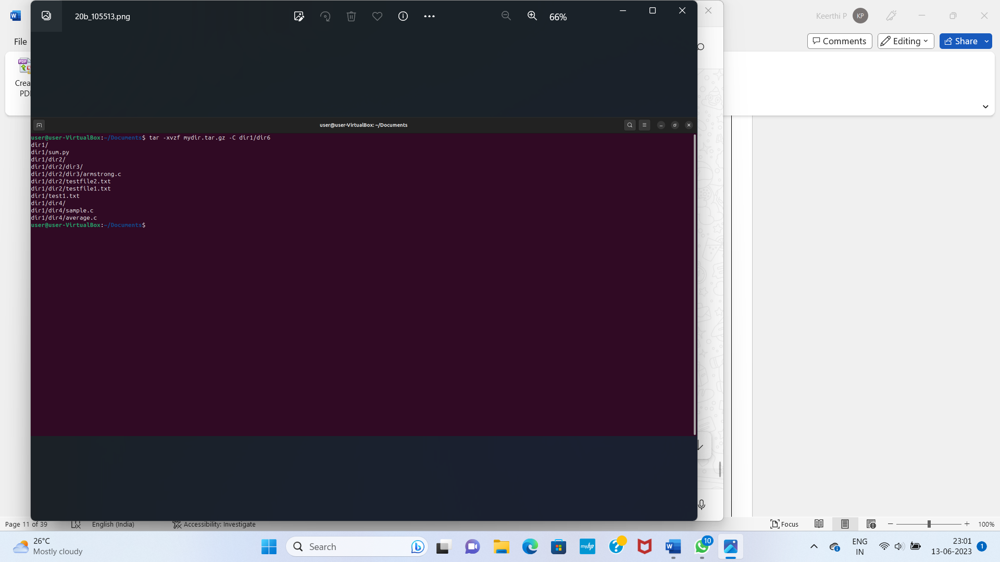 20b_105513.png
66%
Keerthi P
KP
File
Comments
Editing
Share
PDF
user@user-VirtualBox: ~/Documents
user@user-VirtualBox:~/Documents$ tar -xvzf mydir.tar.gz -C dir1/dir6
dir1/
dir1/sum.py
dir1/dir2/
dir1/dir2/dir3/
dir1/dir2/dir3/armstrong.c
dir1/dir2/testfile2.txt
dir1/dir2/testfile1.txt
dir1/test1.txt
dir1/dir4/
dir1/dir4/sample.c
dir1/dir4/average.c
user@user-VirtualBox:~/Documents$
Page 11 of 39
English (India)
Accessibility: Investigate
Focus
100%
26°C
Mostly cloudy
Search
myhp
10
ENG
IN
23:01
13-06-2023
1